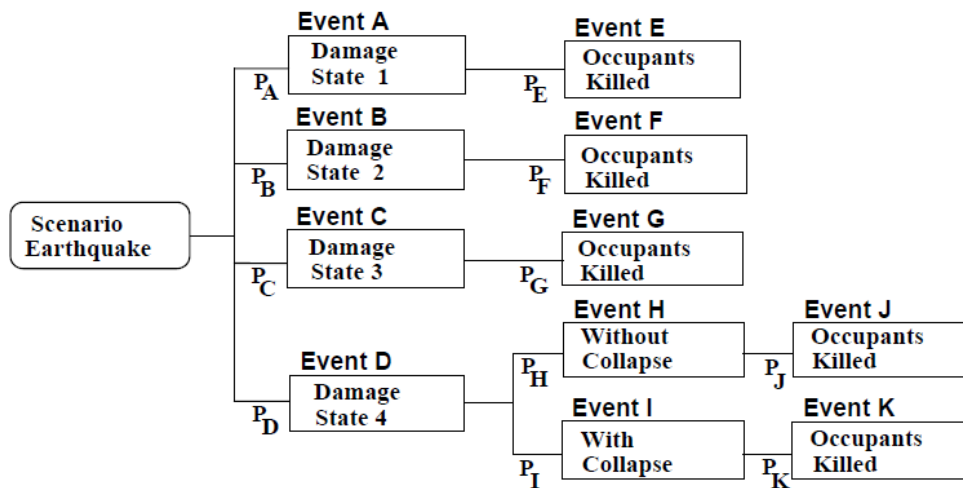 Event A
Damage
State 1
P_A
Event E
Occupants
Killed
P_E
Event B
Damage
State 2
P_B
Event F
Occupants
Killed
P_F
Scenario
Earthquake
Event C
Damage
State 3
P_C
Event G
Occupants
Killed
P_G
Event D
Damage
State 4
P_D
Event H
Without
Collapse
P_H
Event J
Occupants
Killed
P_J
Event I
With
Collapse
P_I
Event K
Occupants
Killed
P_K